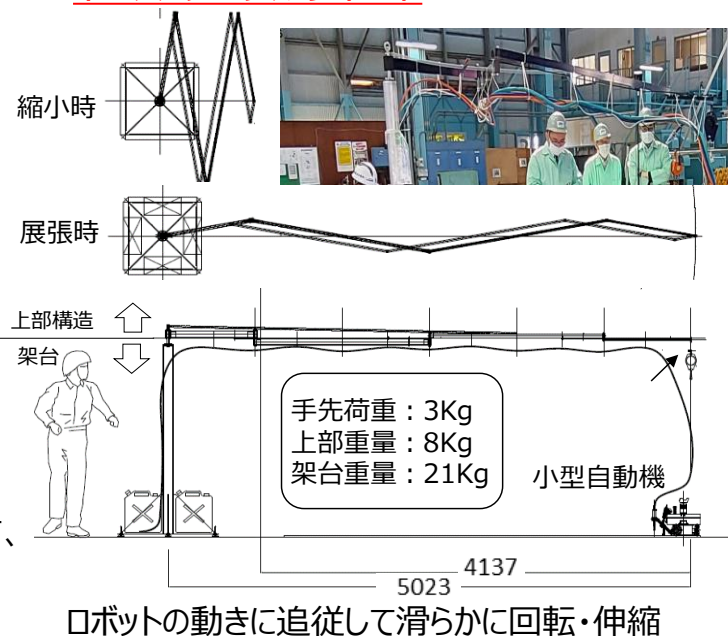 縮小時
展張時
上部構造
架台
手先荷重：3Kg
上部重量：8Kg
架台重量：21Kg
小型自動機
、
4137
5023
ロボットの動きに追従して滑らかに回転・伸縮